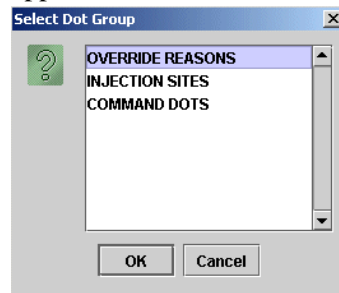 Select Dot Group
OVERRIDE REASONS
INJECTION SITES
COMMAND DOTS
OK Cancel